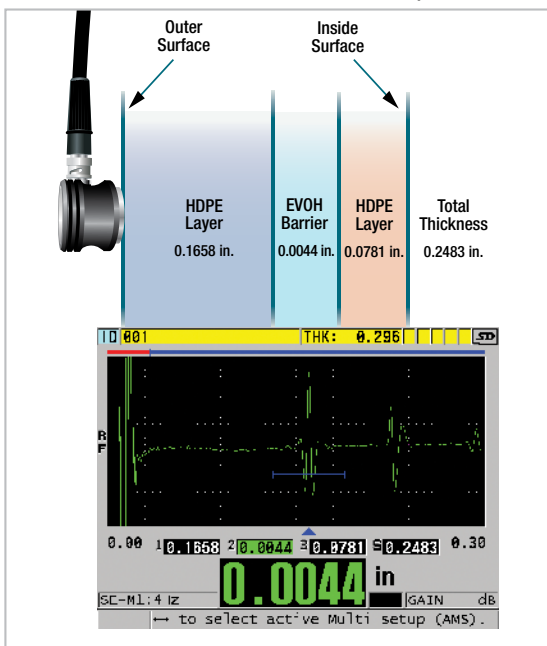 Outer
Surface
Inside
Surface
HDPE
Layer
0.1658 in.
EVOH
Barrier
0.0044 in.
HDPE
Layer
0.0781 in.
Total
Thickness
0.2483 in.
ID 001 THK: 0.296 SD
R
F
0.00 1 0.1658 2 0.0044 3 0.0781 S 0.2483 0.30
0.0044 in
GAIN dB
↔ to select active Multi setup (AMS).